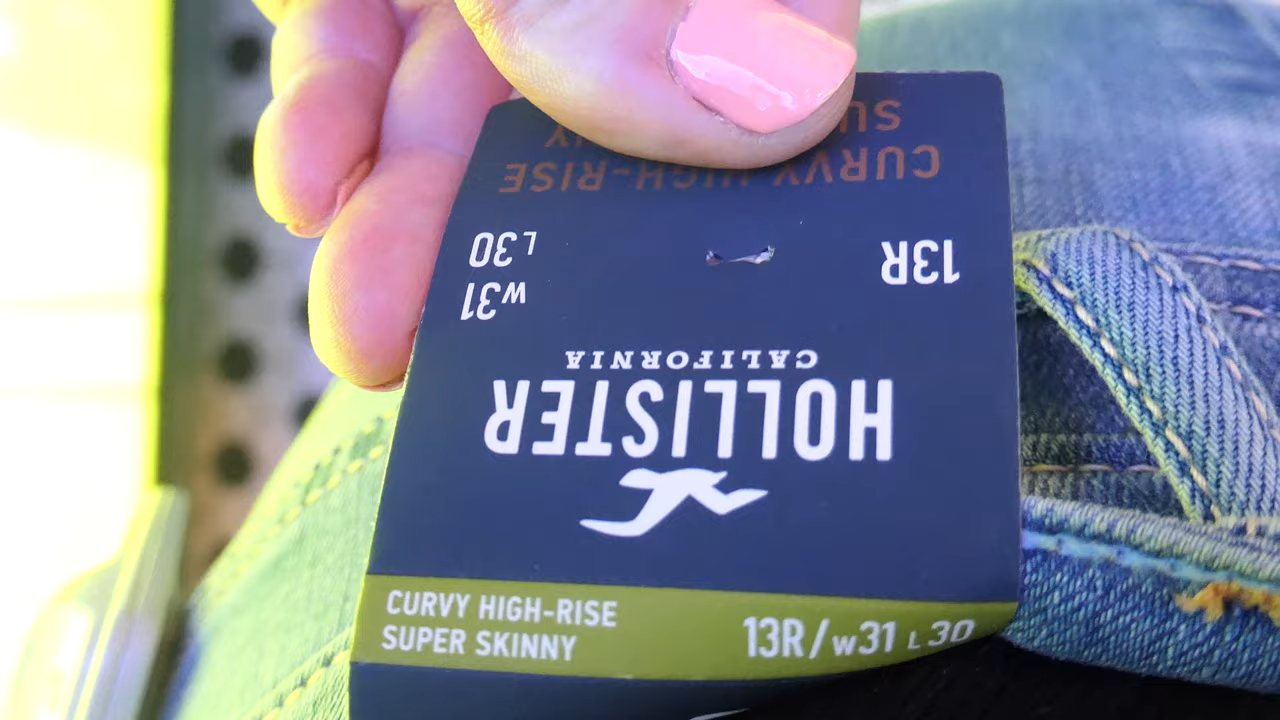 CURVY HIGH-RISE
SUPER SKINNY
13R/w31 L 30
HOLLISTER
CALIFORNIA
13R
w31
L30
CURVY HIGH-RISE